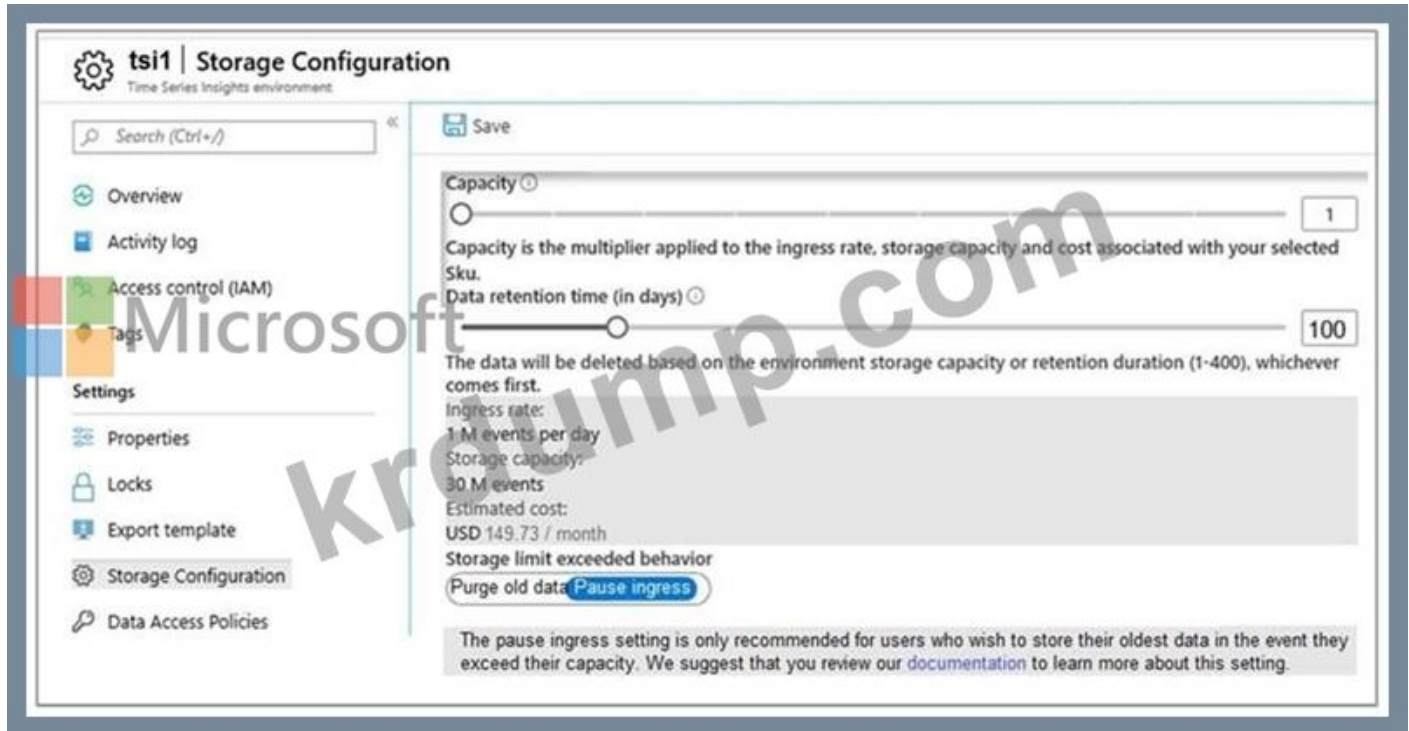 tsi1 | Storage Configuration
Time Series Insights environment
Search (Ctrl+/)
«
Save
Overview
Activity log
Access control (IAM)
Tags
Settings
Properties
Locks
Export template
Storage Configuration
Data Access Policies
Capacity
1
Capacity is the multiplier applied to the ingress rate, storage capacity and cost associated with your selected
Sku.
Data retention time (in days)
100
The data will be deleted based on the environment storage capacity or retention duration (1-400), whichever
comes first.
Ingress rate:
1 M events per day
Storage capacity:
30 M events
Estimated cost:
USD 149.73 / month
Storage limit exceeded behavior
Purge old data Pause ingress
The pause ingress setting is only recommended for users who wish to store their oldest data in the event they
exceed their capacity. We suggest that you review our documentation to learn more about this setting.
Microsoft
krdump.com